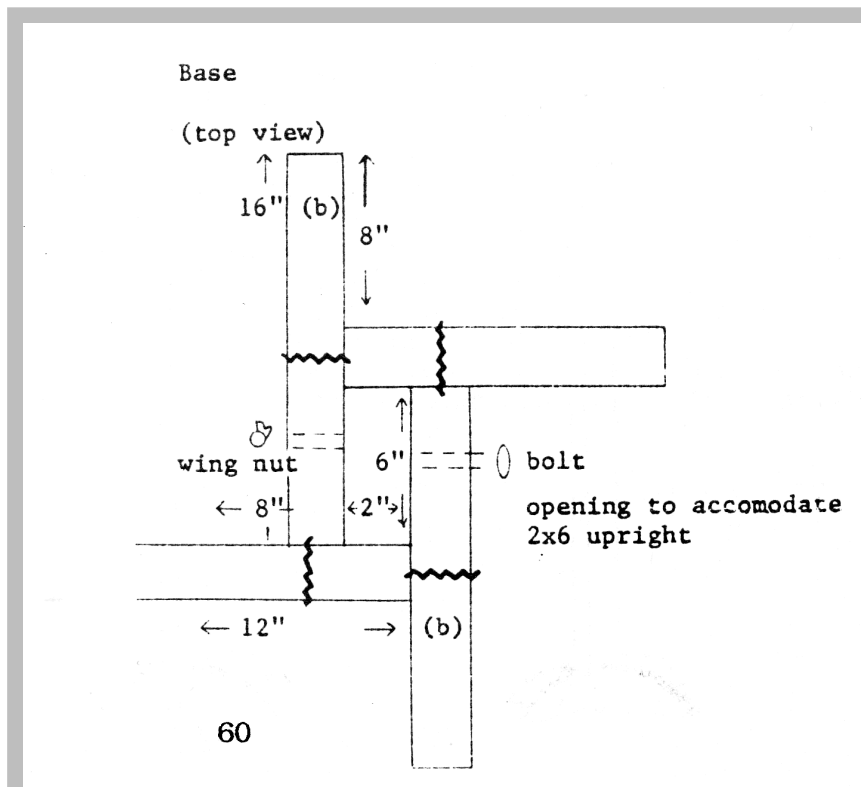 Base
(top view)
16" (b)
8"
wing nut
6"
bolt
8"
2"
opening to accomodate
2x6 upright
12"
(b)
60